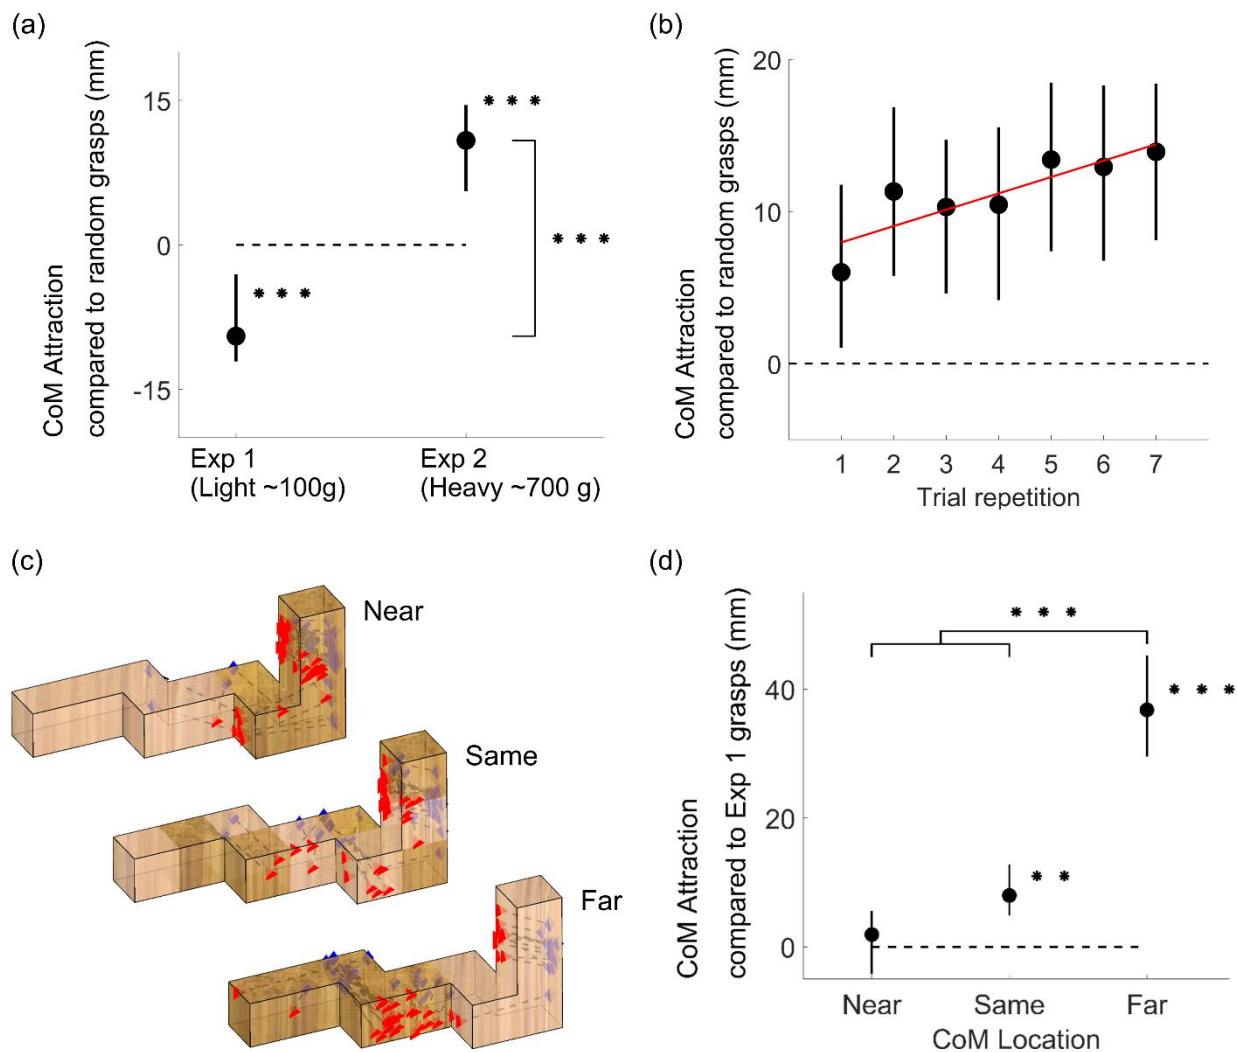 (a)
CoM Attraction
compared to random grasps (mm)
15
0
-15
* * *
* * *
* * *
Exp 1
(Light ~100g)
Exp 2
(Heavy ~700 g)
(b)
CoM Attraction
compared to random grasps (mm)
20
10
0
1 2 3 4 5 6 7
Trial repetition
(c)
Near
Same
Far
(d)
CoM Attraction
compared to Exp 1 grasps (mm)
40
20
0
* * *
* * *
* *
Near Same Far
CoM Location